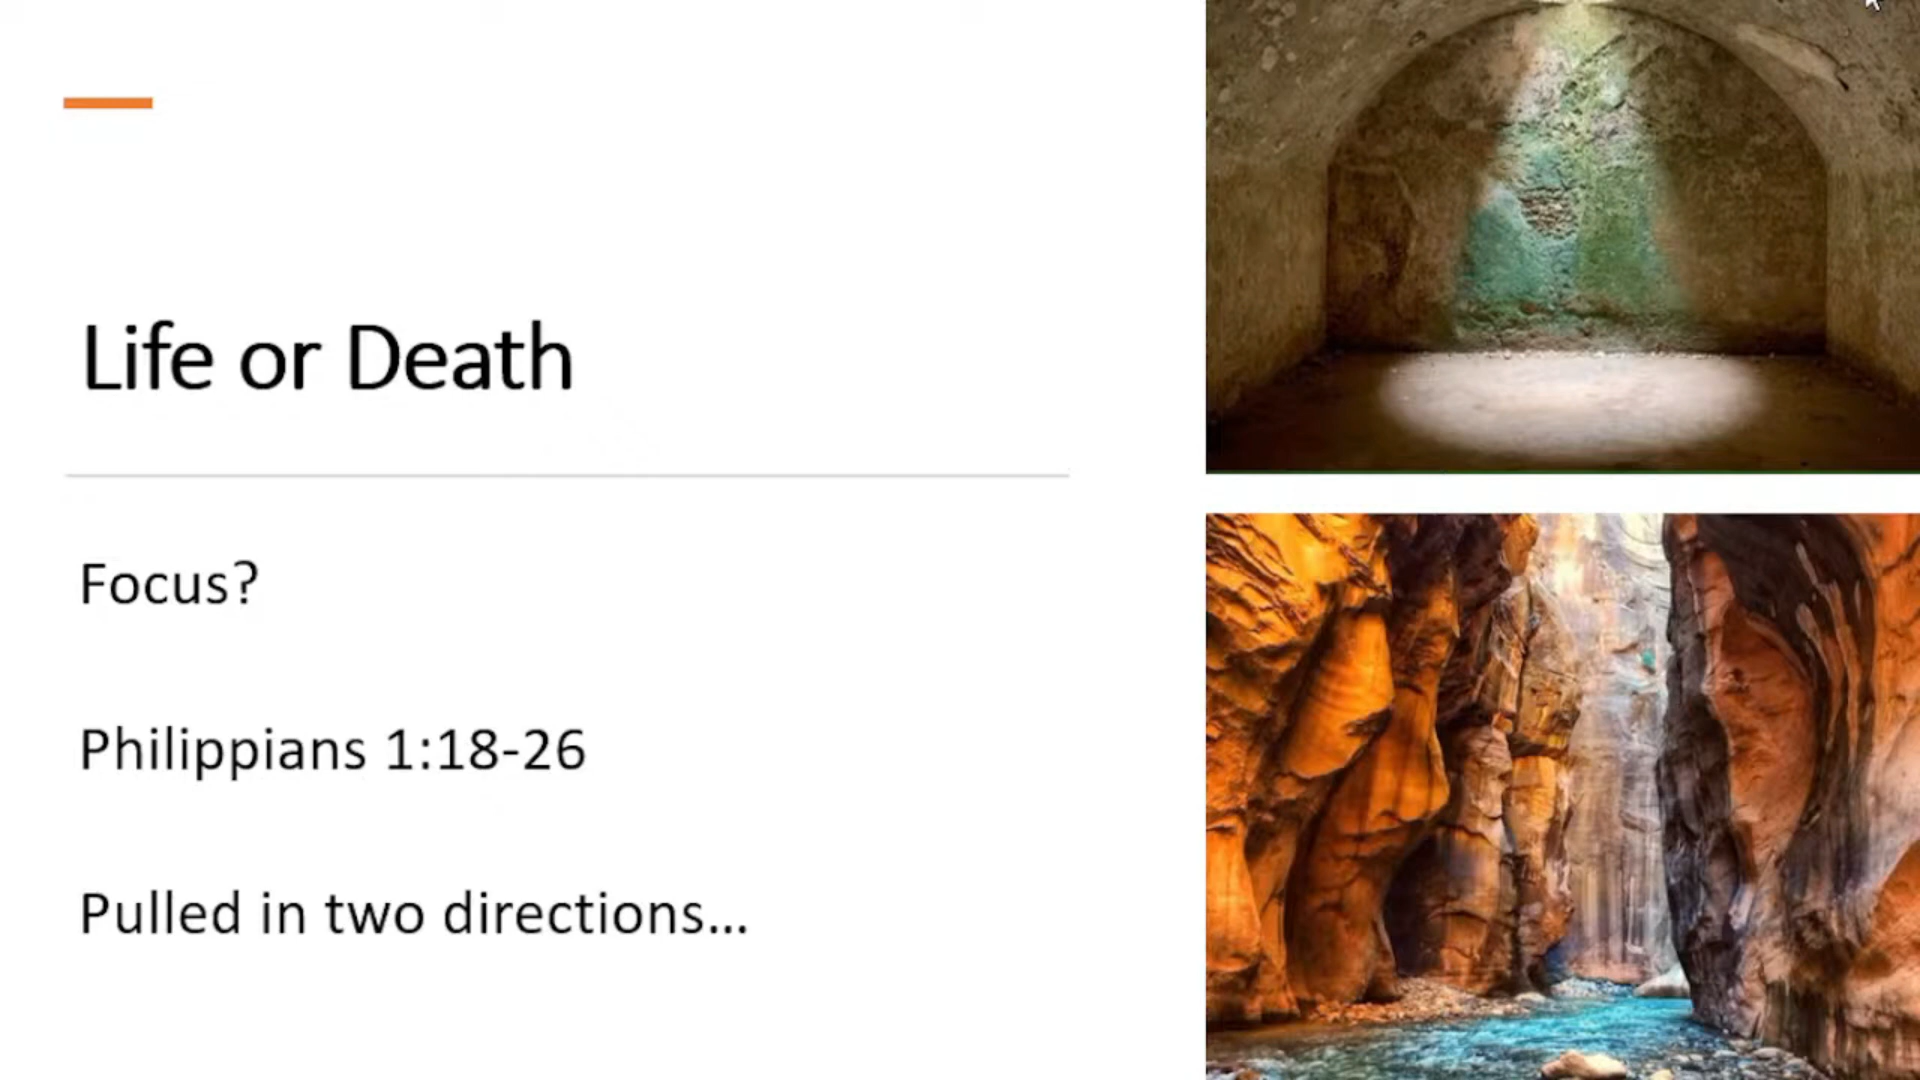 Life or Death
Focus?
Philippians 1:18-26
Pulled in two directions...